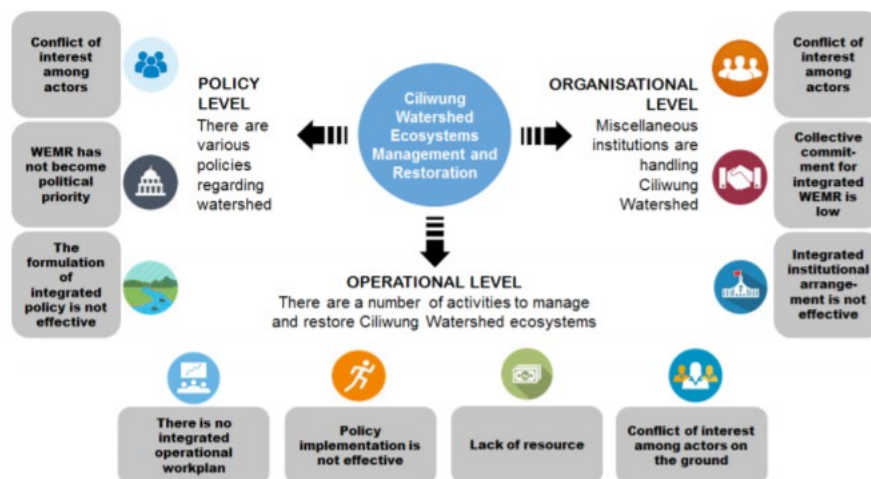 Conflict of
interest
among
actors
WEMR has
not become
political
priority
The
formulation
of
integrated
policy is not
effective
POLICY
LEVEL
There are
various
policies
regarding
watershed
Ciliwung
Watershed
Ecosystems
Management and
Restoration
ORGANISATIONAL
LEVEL
Miscellaneous
institutions are
handling
Ciliwung
Watershed
Conflict of
interest
among
actors
Collective
commit-
ment for
integrated
WEMR is
low
Integrated
institutional
arrange-
ment is not
effective
OPERATIONAL LEVEL
There are a number of activities to manage
and restore Ciliwung Watershed ecosystems
There is no
integrated
operational
workplan
Policy
implementation is
not effective
Lack of resource
Conflict of interest
among actors on
the ground